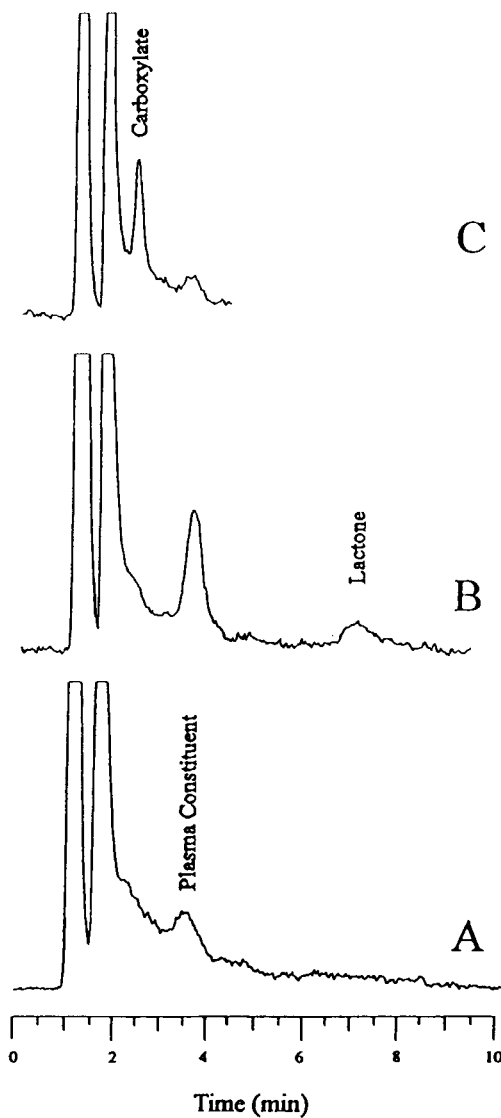 Carboxylate
C
Lactone
B
Plasma Constituent
A
0 2 4 6 8 10
Time (min)